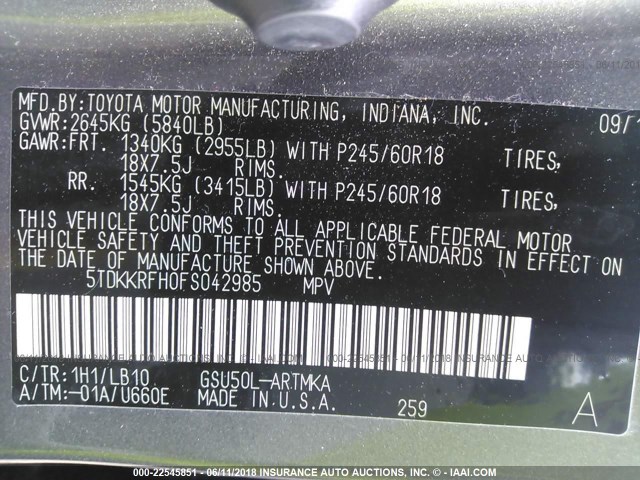 MFD.BY:TOYOTA MOTOR MANUFACTURING, INDIANA, INC. 09/1
GVWR:2645KG (5840LB)
GAWR:FRT. 1340KG (2955LB) WITH P245/60R18 TIRES,
18X7.5J RIMS.
RR. 1545KG (3415LB) WITH P245/60R18 TIRES,
18X7.5J RIMS.
THIS VEHICLE CONFORMS TO ALL APPLICABLE FEDERAL MOTOR
VEHICLE SAFETY AND THEFT PREVENTION STANDARDS IN EFFECT ON
THE DATE OF MANUFACTURE SHOWN ABOVE.
5TDKKRFH0FS042985 MPV
C/TR:1H1/LB10 GSU50L-ARTMKA
A/TM:-01A/U660E MADE IN U.S.A. 259 A
000-22545851 - 06/11/2018 - INSURANCE AUTO AUCTIONS, INC. - © - IAAI.COM